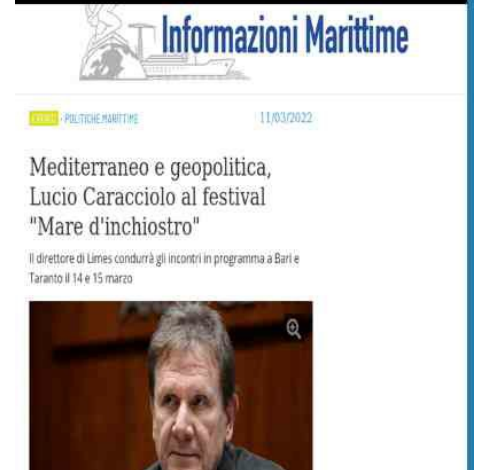 Informazioni Marittime
EVENTI - POLITICHE MARITTIME 11/03/2022
Mediterraneo e geopolitica,
Lucio Caracciolo al festival
"Mare d'inchiostro"
Il direttore di Limes condurrà gli incontri in programma a Bari e
Taranto il 14 e 15 marzo